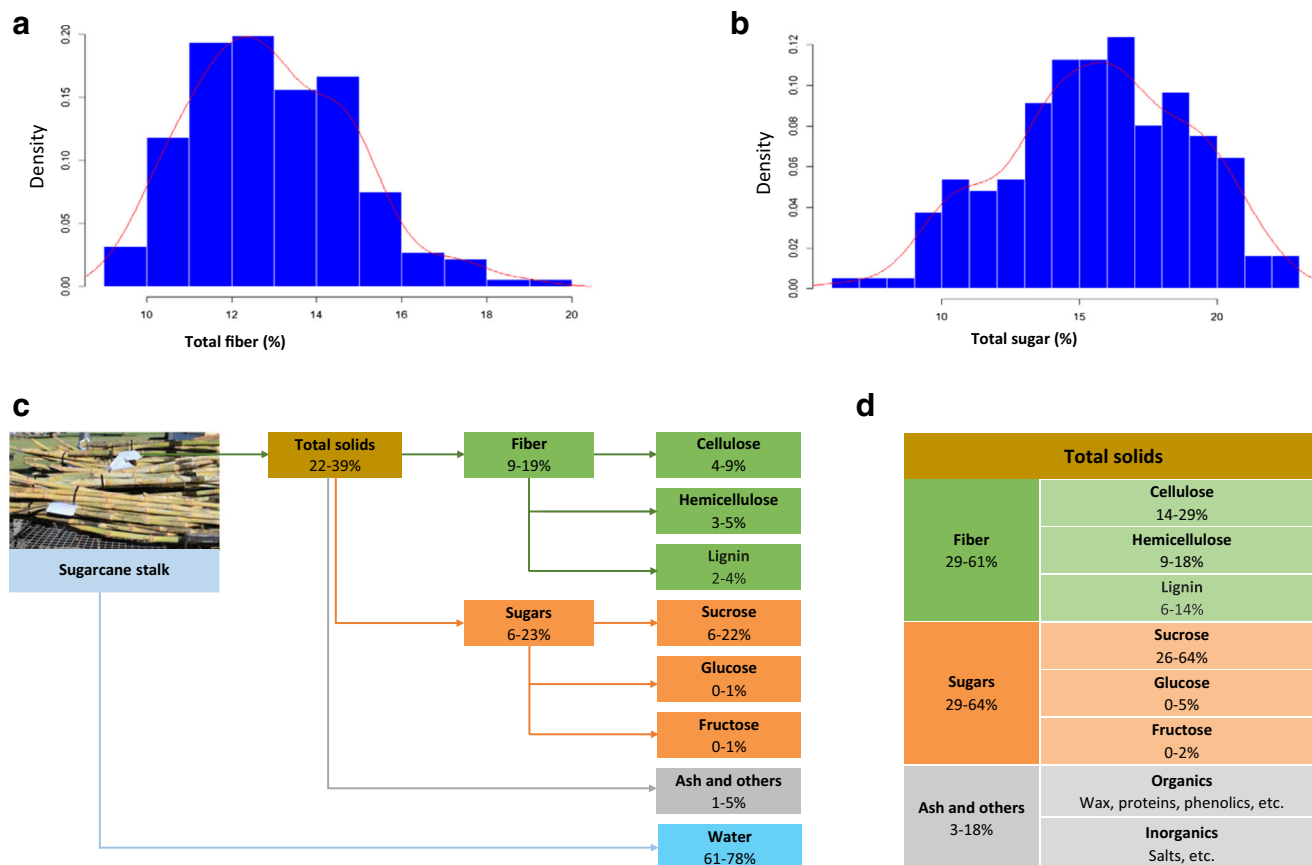 a
0.20
0.15
0.10
0.05
0.00
Density
10 12 14 16 18 20
Total fiber (%)
b
0.12
0.10
0.08
0.06
0.04
0.02
0.00
Density
10 15 20
Total sugar (%)
c
Sugarcane stalk
Total solids
22-39%
Fiber
9-19%
Cellulose
4-9%
Hemicellulose
3-5%
Lignin
2-4%
Sugars
6-23%
Sucrose
6-22%
Glucose
0-1%
Fructose
0-1%
Ash and others
1-5%
Water
61-78%
d
Total solids
Fiber
29-61%
Cellulose
14-29%
Hemicellulose
9-18%
Lignin
6-14%
Sugars
29-64%
Sucrose
26-64%
Glucose
0-5%
Fructose
0-2%
Ash and others
3-18%
Organics
Wax, proteins, phenolics, etc.
Inorganics
Salts, etc.